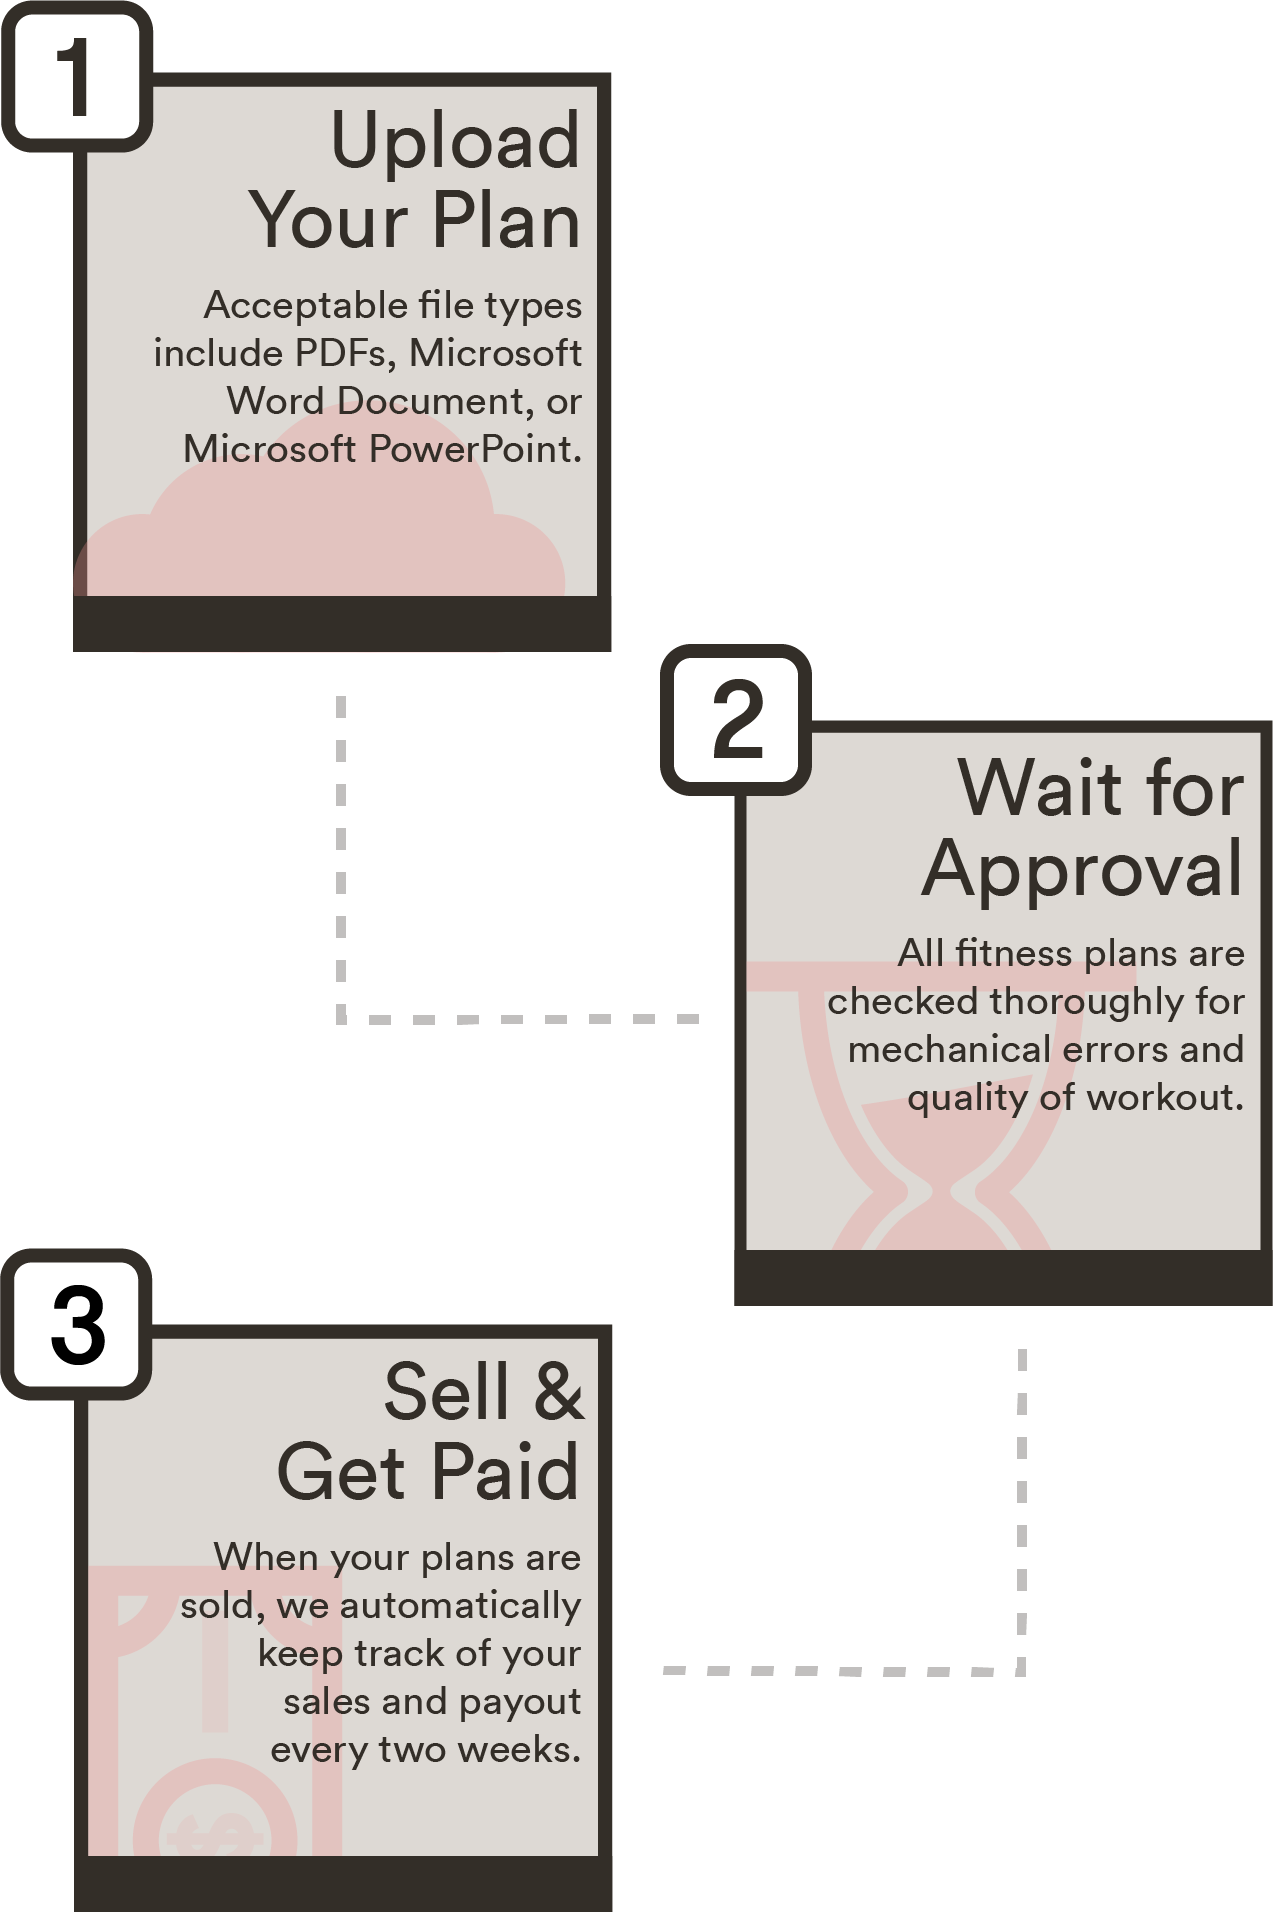 1
Upload
Your Plan
Acceptable file types
include PDFs, Microsoft
Word Document, or
Microsoft PowerPoint.
2
Wait for
Approval
All fitness plans are
checked thoroughly for
mechanical errors and
quality of workout.
3
Sell &
Get Paid
When your plans are
sold, we automatically
keep track of your
sales and payout
every two weeks.
$